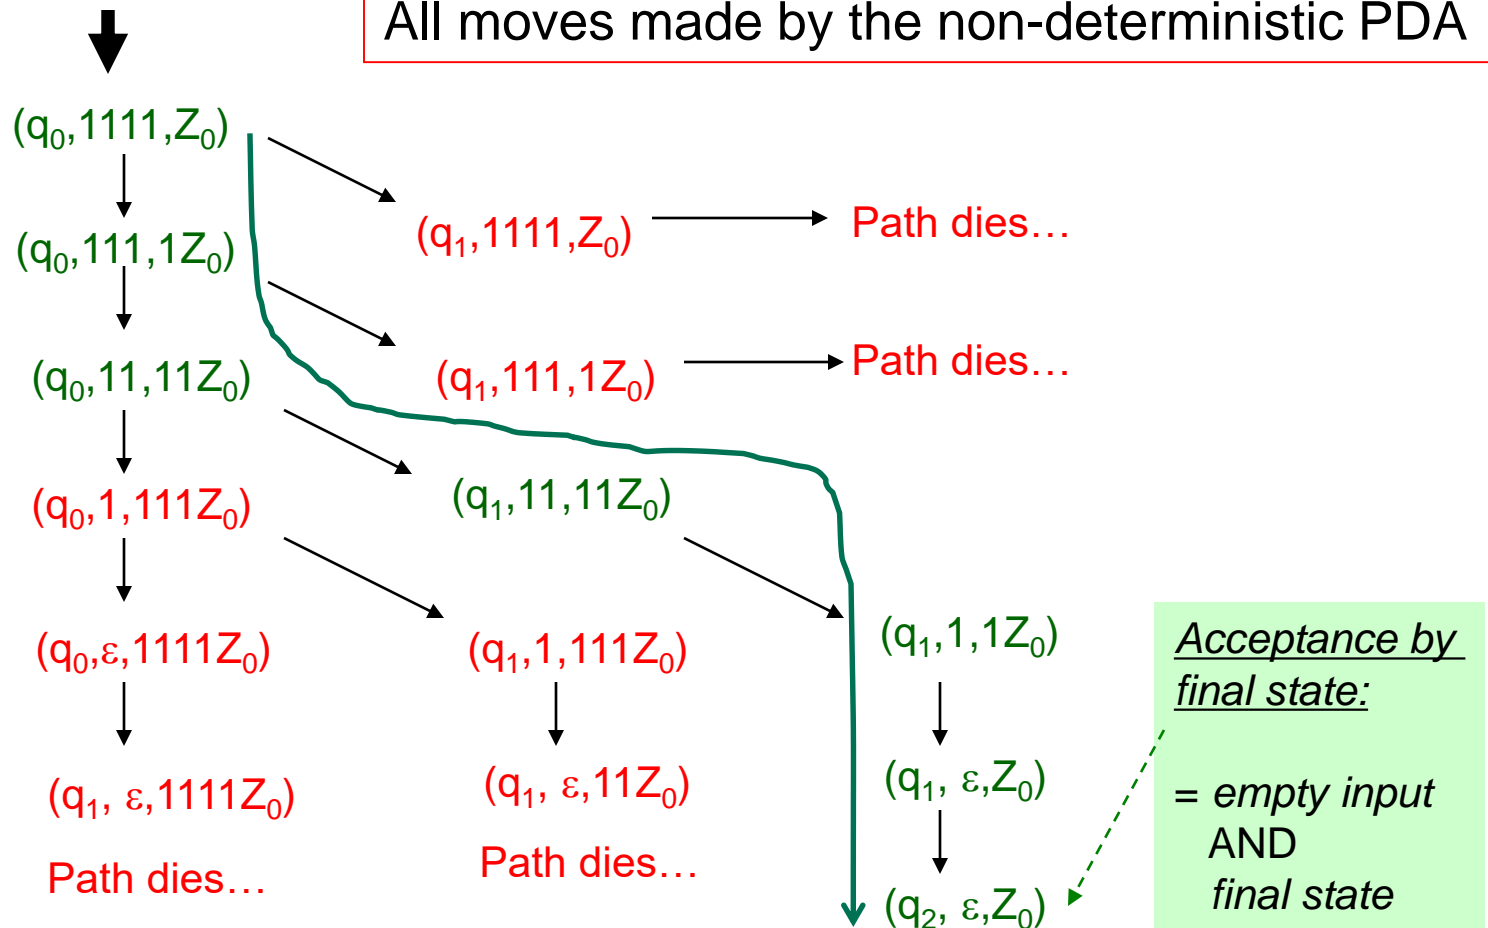 All moves made by the non-deterministic PDA
(q₀,1111,Z₀)
(q₁,1111,Z₀)
Path dies…
(q₀,111,1Z₀)
(q₁,111,1Z₀)
Path dies…
(q₀,11,11Z₀)
(q₁,11,11Z₀)
(q₀,1,111Z₀)
(q₀,ε,1111Z₀)
(q₁,1,111Z₀)
(q₁,1,1Z₀)
(q₁, ε,1111Z₀)
(q₁, ε,11Z₀)
(q₁, ε,Z₀)
Path dies…
Path dies…
(q₂, ε,Z₀)
Acceptance by
final state:
= empty input
AND
final state